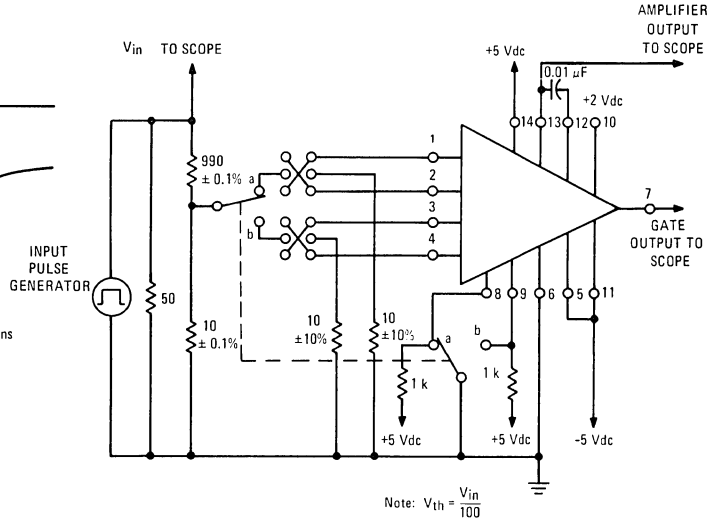 AMPLIFIER
OUTPUT
TO SCOPE
Vin TO SCOPE
+5 Vdc
0.01 µF
+2 Vdc
14 13 12 10
990
± 0.1%
a
b
1
2
3
4
7
GATE
OUTPUT TO
SCOPE
INPUT
PULSE
GENERATOR
50
10
± 0.1%
10
±10%
10
±10%
8 9 6 5 11
a
b
1 k
1 k
+5 Vdc
+5 Vdc
-5 Vdc
ns
Note: Vth = Vin
100